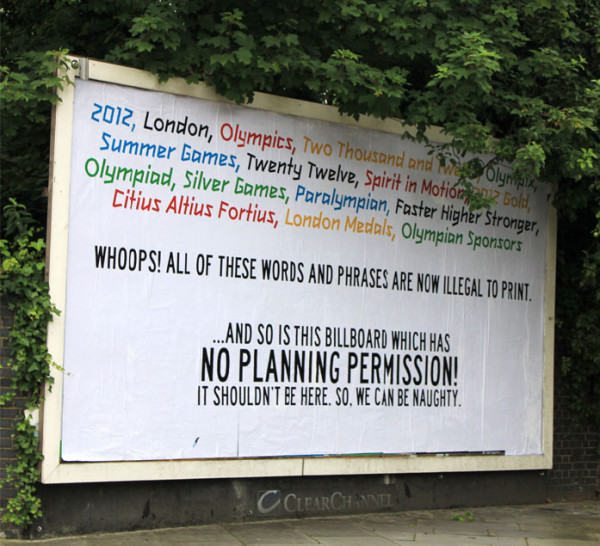 2012, London, Olympics, Two Thousand and Twelve, Olympix,
Summer Games, Twenty Twelve, Spirit in Motion, 2012 Gold,
Olympiad, Silver Games, Paralympian, Faster Higher Stronger,
Citius Altius Fortius, London Medals, Olympian Sponsors
WHOOPS! ALL OF THESE WORDS AND PHRASES ARE NOW ILLEGAL TO PRINT.
...AND SO IS THIS BILLBOARD WHICH HAS
NO PLANNING PERMISSION!
IT SHOULDN'T BE HERE. SO, WE CAN BE NAUGHTY.
CLEARCHANNEL